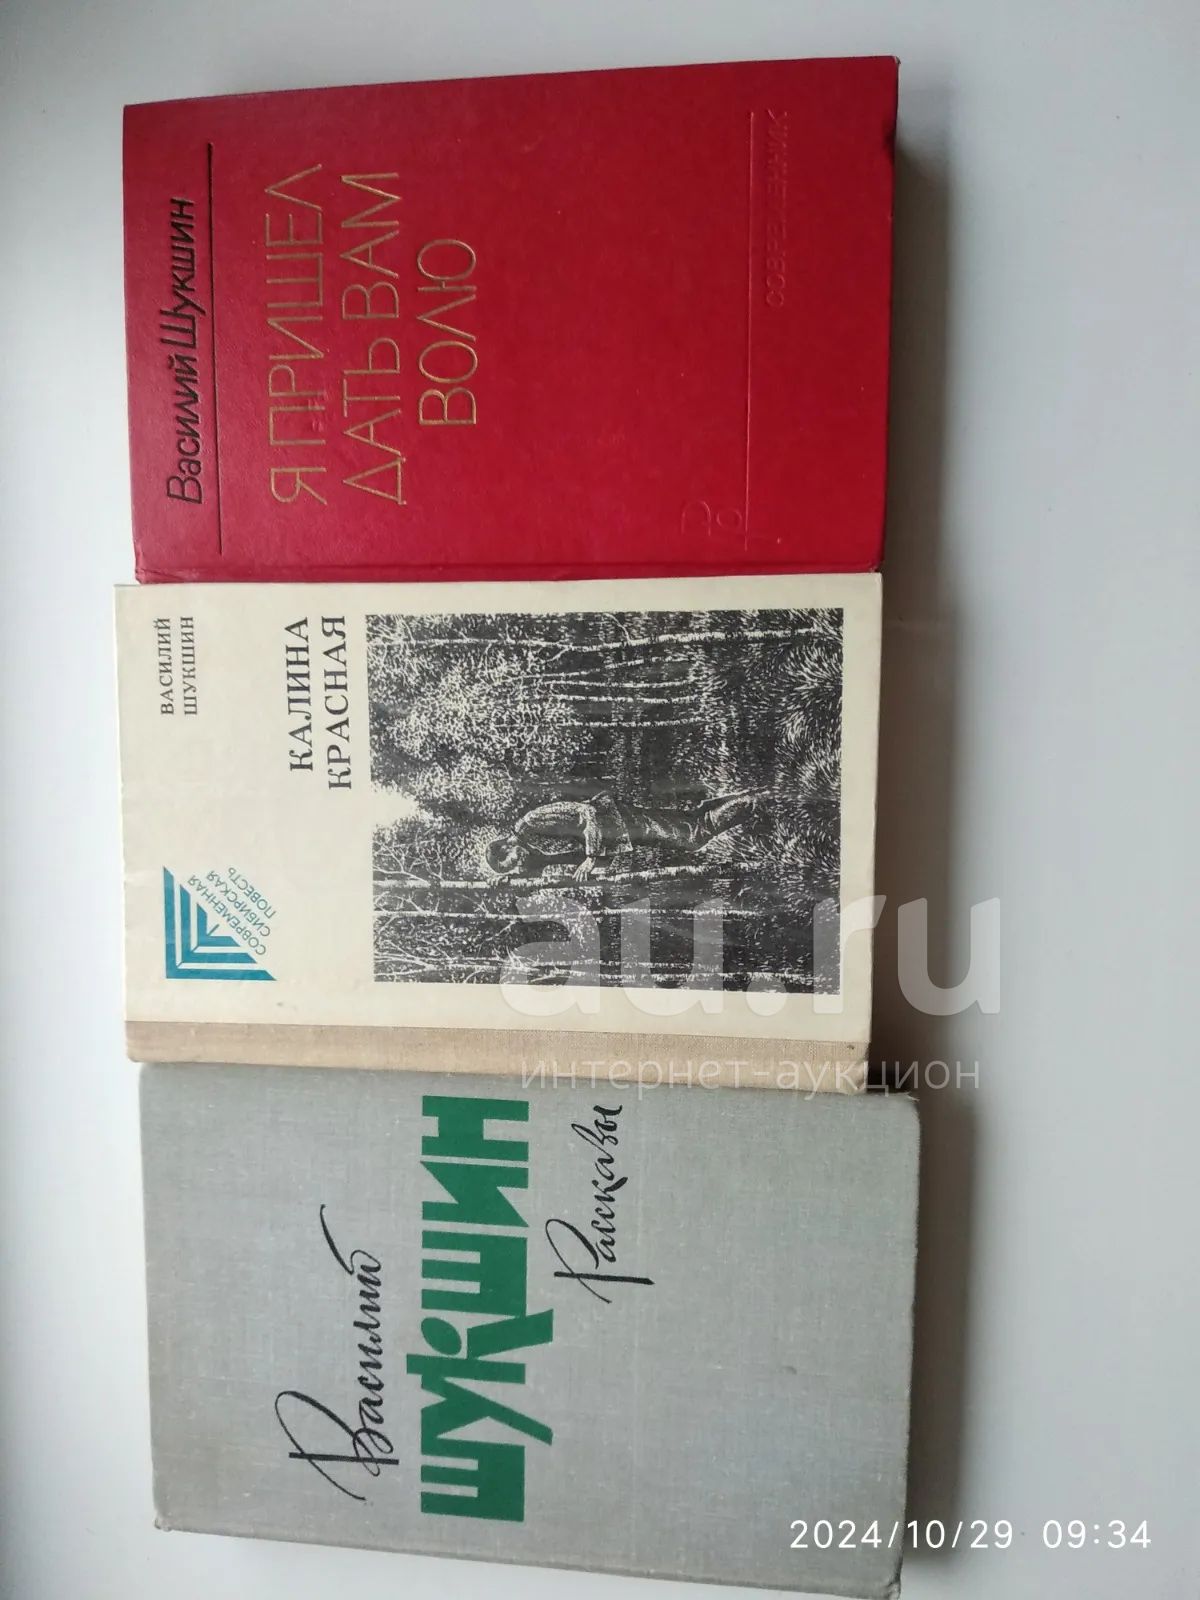 Василий Шукшин
Я ПРИШЕЛ
ДАТЬ ВАМ
ВОЛЮ
Ро
СОВРЕМЕННИК
ВАСИЛИЙ
ШУКШИН
СОВРЕМЕННАЯ
СИБИРСКАЯ
ПОВЕСТЬ
КАЛИНА
КРАСНАЯ
Василий
ШУКШИН
Рассказы
au.ru
интернет-аукцион
2024/10/29 09:34